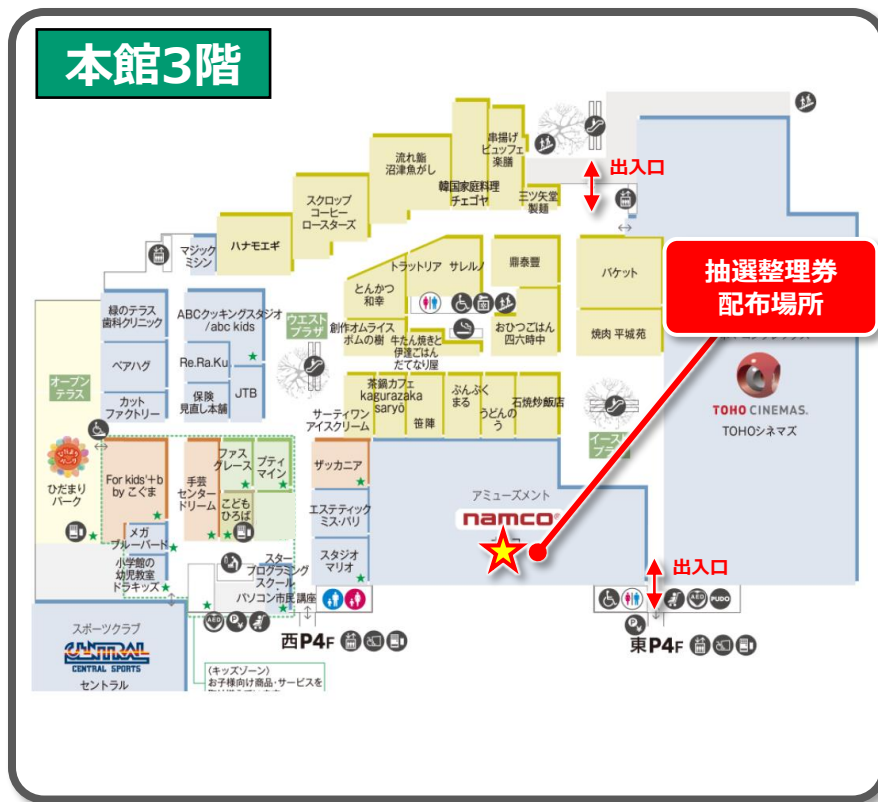 本館3階
串揚げ
ビュッフェ
楽膳
流れ鮨
沼津魚がし
韓国家庭料理
チェゴヤ
三ツ矢堂
製麺
出入口
スクロップ
コーヒー
ロースターズ
ハナモエギ
マジック
ミシン
トラットリア サレルノ
鼎泰豐
バケット
とんかつ
和幸
抽選整理券
配布場所
緑のテラス
歯科クリニック
ABCクッキングスタジオ
/abc kids
ウエスト
プラザ
創作オムライス
ポムの樹
牛たん焼きと
伊達ごはん
だてなり屋
おひつごはん
四六時中
焼肉 平城苑
ベアハグ
Re.Ra.Ku
オープン
テラス
カット
ファクトリー
保険
見直し本舗
JTB
茶鍋カフェ
kagurazaka
saryō
ぶんぶく
まる
石焼炒飯店
笹陣
うどんの
う
サーティワン
アイスクリーム
イースト
プラザ
TOHO CINEMAS.
TOHOシネマズ
ひだまり
パーク
For kids'+b
by こぐま
手芸
センター
ドリーム
ファス
グレース
プティ
マイン
こども
ひろば
ザッカニア
アミューズメント
namco
エステティック
ミス・パリ
メガ
ブルーバード
小学館の
幼児教室
ドラキッズ
スター
プログラミング
スクール・
パソコン市民講座
スタジオ
マリオ
出入口
AED
AED
PUDO
西P4F
東P4F
スポーツクラブ
CENTRAL
CENTRAL SPORTS
セントラル
〈キッズゾーン〉
お子様向け商品・サービスを